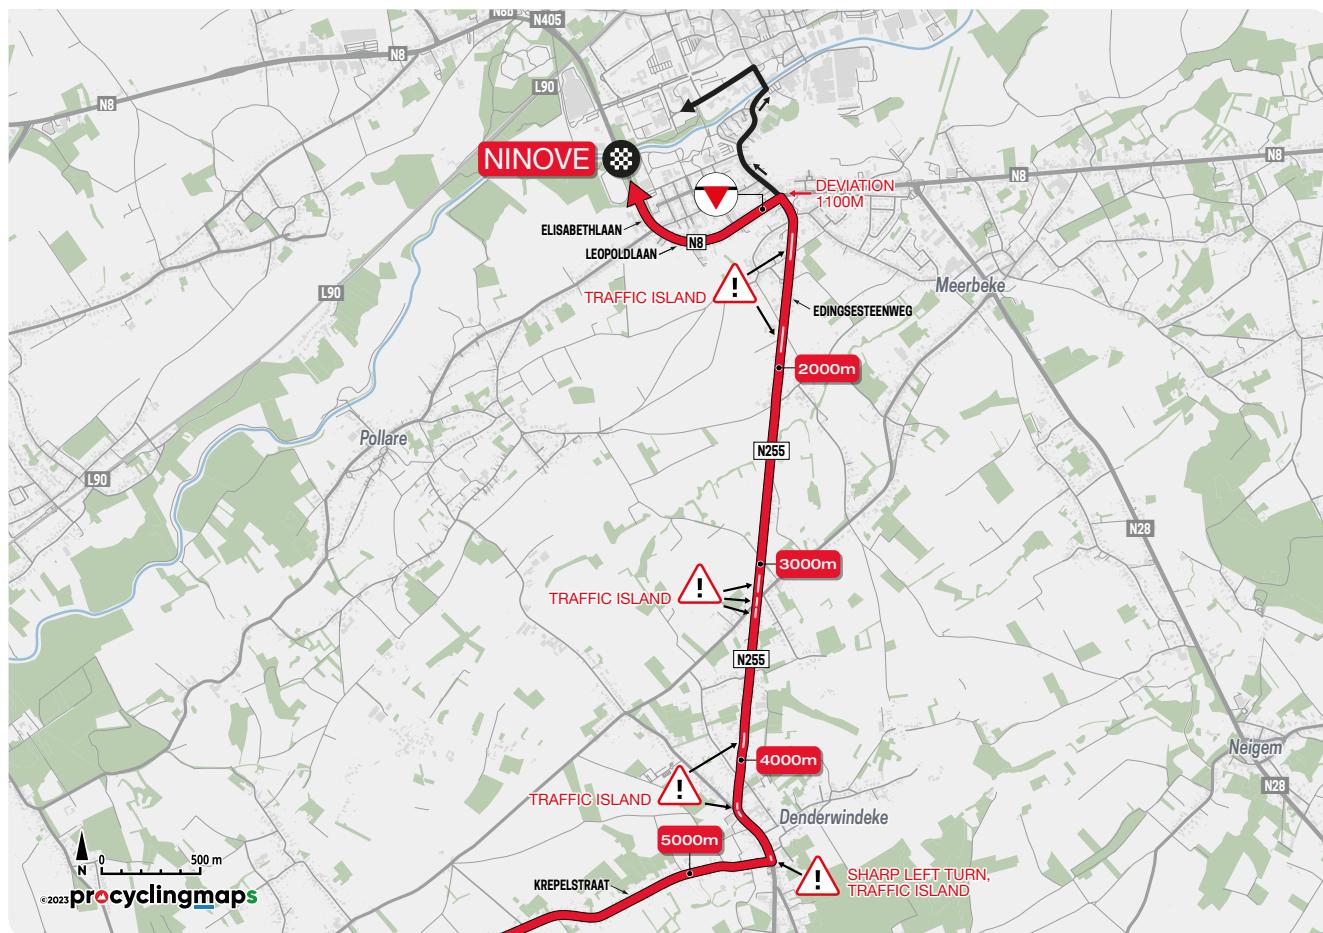 N8b
N405
N8
L90
N8
NINOVE
N8
N8
DEVIATION
1100M
ELISABETHLAAN
N8
LEOPOLDLAAN
L90
Meerbeke
TRAFFIC ISLAND
!
EDINGSESTEENWEG
2000m
Pollare
N255
L90
N28
3000m
TRAFFIC ISLAND
!
N255
Neigem
4000m
N28
TRAFFIC ISLAND
!
Denderwindeke
5000m
N
0
500 m
KREPELSTRAAT
!
SHARP LEFT TURN,
TRAFFIC ISLAND
©2023 procyclingmaps